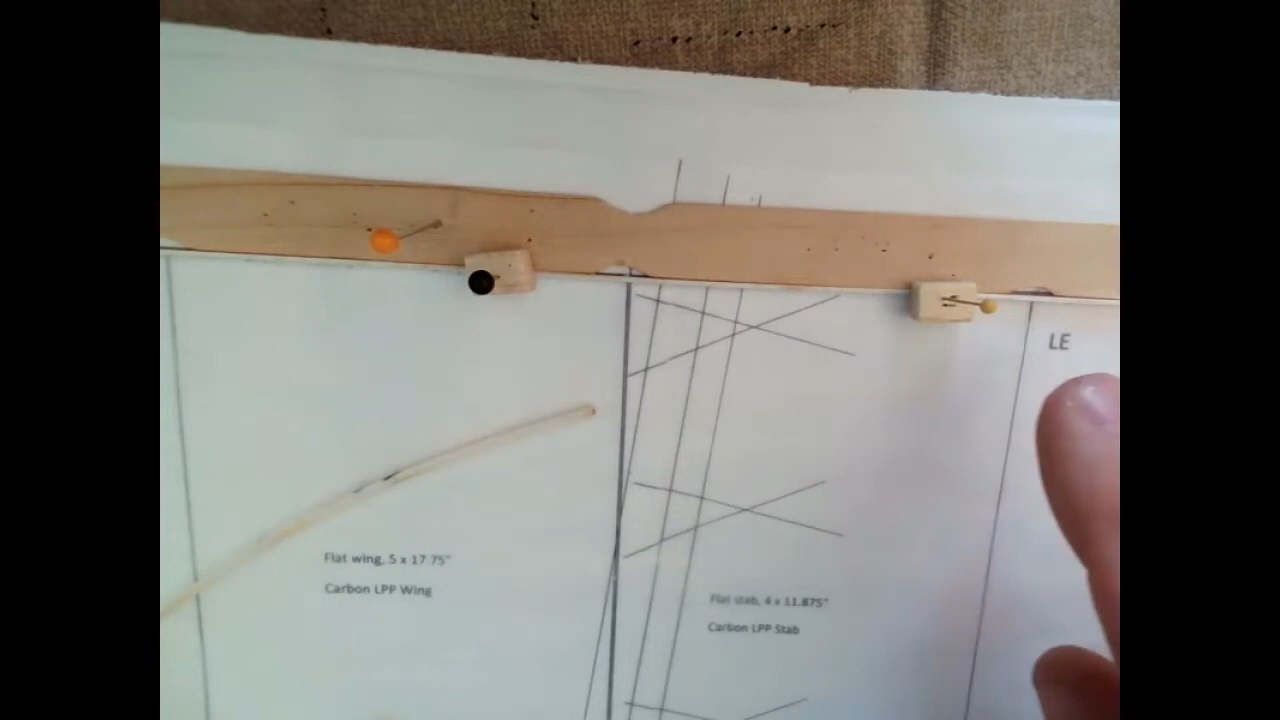 LE
Flat wing, 5 x 17.75"
Carbon LPP Wing
Flat stab, 4 x 11.875"
Carbon LPP Stab